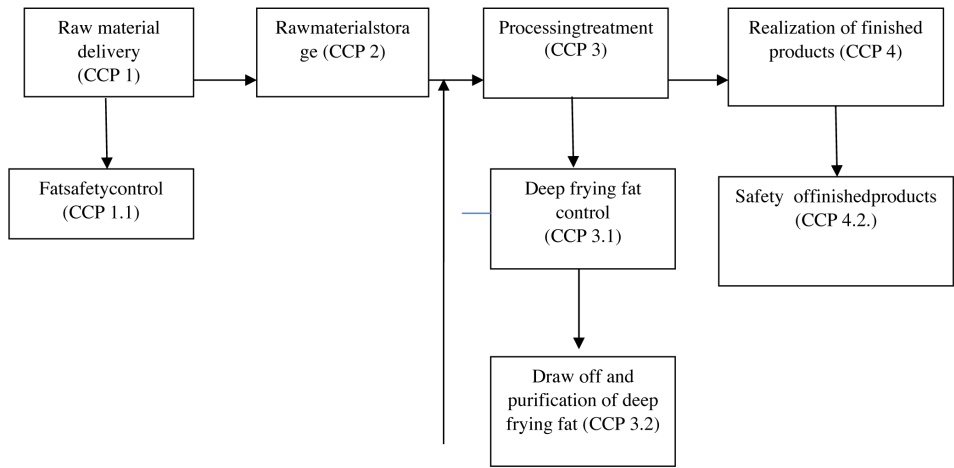 Raw material
delivery
(CCP 1)
Rawmaterialstora
ge (CCP 2)
Processingtreatment
(CCP 3)
Realization of finished
products (CCP 4)
Fatsafetycontrol
(CCP 1.1)
Deep frying fat
control
(CCP 3.1)
Safety offinishedproducts
(CCP 4.2.)
Draw off and
purification of deep
frying fat (CCP 3.2)